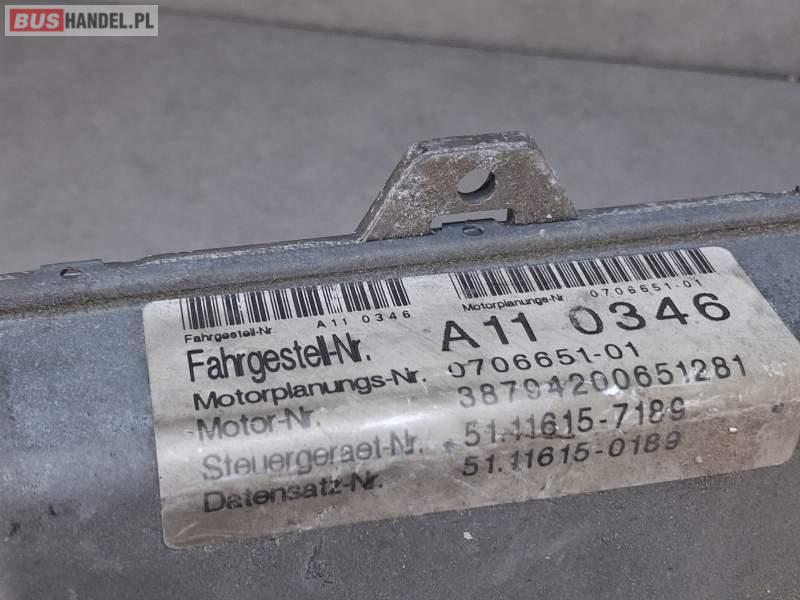 BUSHANDEL.PL
Fahrgestell-Nr. A11 0346
Motorplanungs-Nr 0706651-01
Fahrgestell-Nr. A11 0346
Motorplanungs-Nr. 0706651-01
Motor-Nr. 38794200651281
Steuergeraet-Nr. 51.11615-7189
Datensatz-Nr. 51.11615-0189